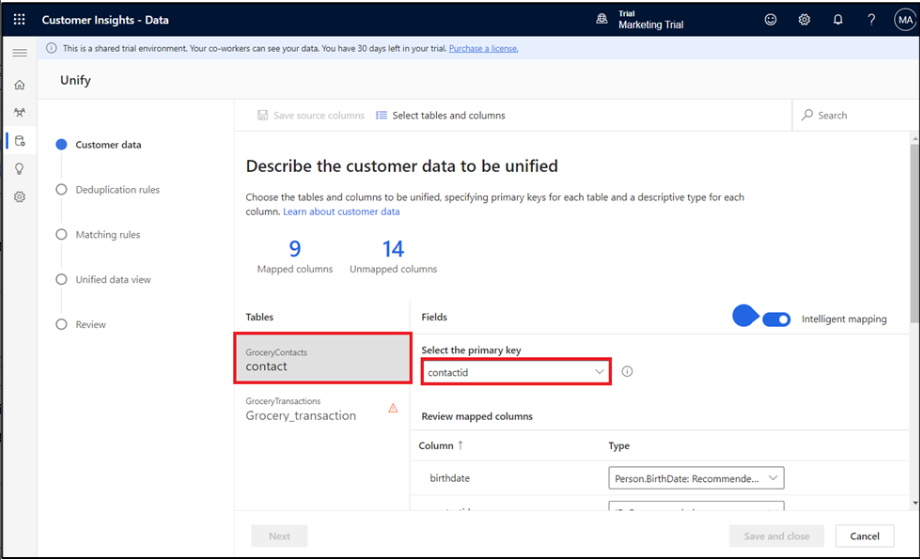 Customer Insights - Data
Trial
Marketing Trial
?
MA
This is a shared trial environment. Your co-workers can see your data. You have 30 days left in your trial. Purchase a license.
Unify
Save source columns
Select tables and columns
Search
Customer data
Deduplication rules
Matching rules
Unified data view
Review
Describe the customer data to be unified
Choose the tables and columns to be unified, specifying primary keys for each table and a descriptive type for each
column. Learn about customer data
9
Mapped columns
14
Unmapped columns
Tables
GroceryContacts
contact
GroceryTransactions
Grocery_transaction
Fields
Intelligent mapping
Select the primary key
contactid
Review mapped columns
Column ↑
Type
birthdate
Person.BirthDate: Recommende...
Next
Save and close
Cancel